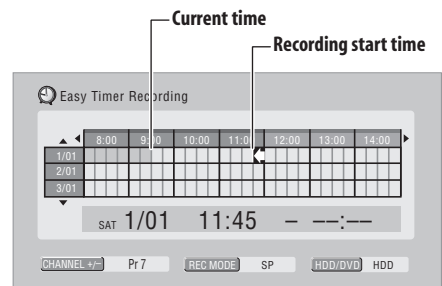 Current time
Recording start time
Easy Timer Recording
8:00 9:00 10:00 11:00 12:00 13:00 14:00
1/01
2/01
3/01
SAT 1/01 11:45 – ––:––
CHANNEL +/– Pr 7 REC MODE SP HDD/DVD HDD